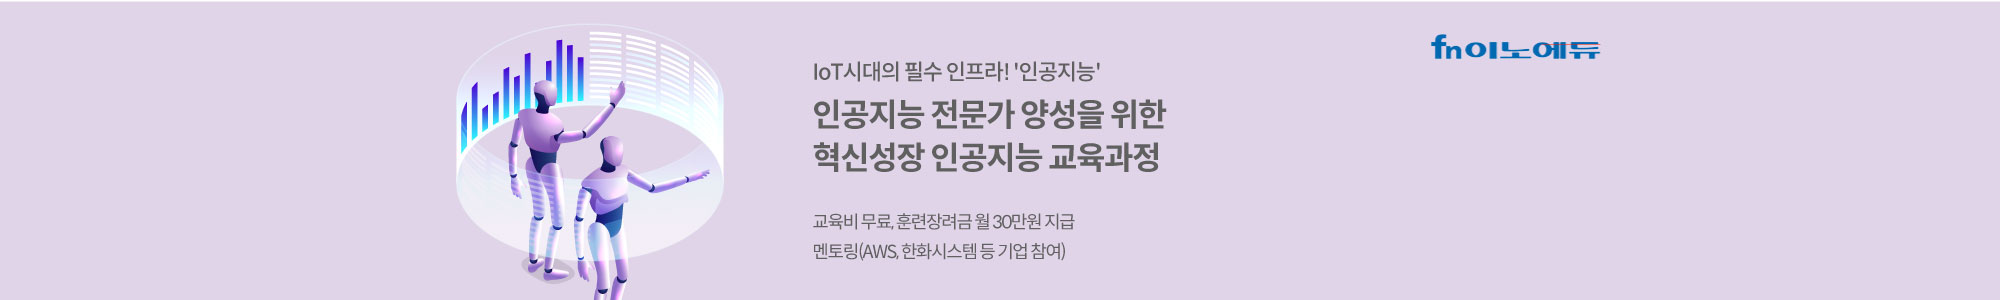 fn이노에듀
IoT시대의 필수 인프라! '인공지능'
인공지능 전문가 양성을 위한
혁신성장 인공지능 교육과정
교육비 무료, 훈련장려금 월 30만원 지급
멘토링(AWS, 한화시스템 등 기업 참여)